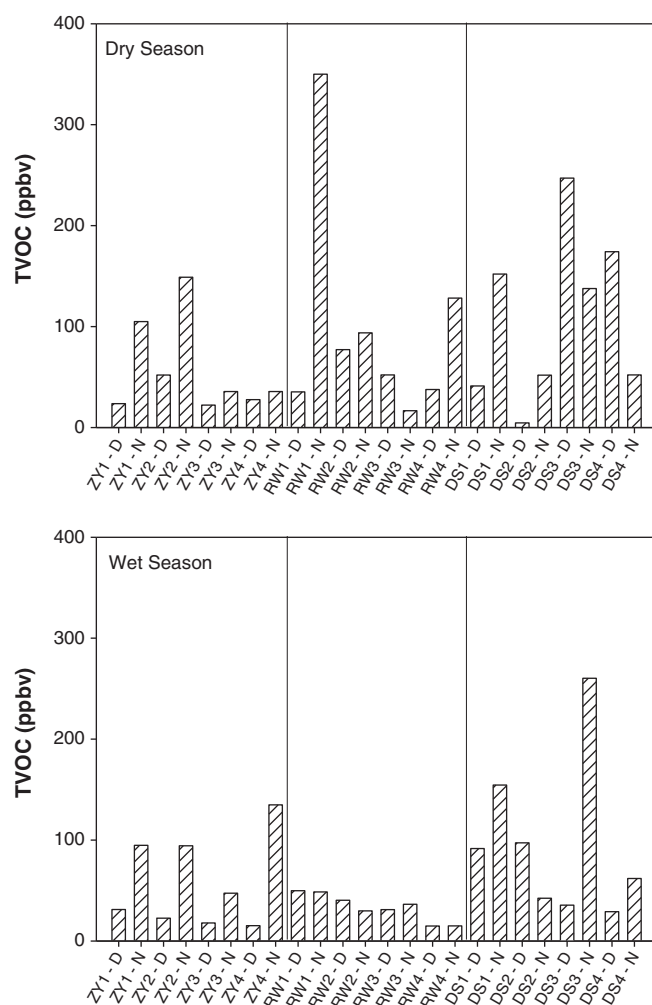 400
Dry Season
300
TVOC (ppbv)
200
100
0
ZY1 - D
ZY1 - N
ZY2 - D
ZY2 - N
ZY3 - D
ZY3 - N
ZY4 - D
ZY4 - N
RW1 - D
RW1 - N
RW2 - D
RW2 - N
RW3 - D
RW3 - N
RW4 - D
RW4 - N
DS1 - D
DS1 - N
DS2 - D
DS2 - N
DS3 - D
DS3 - N
DS4 - D
DS4 - N
400
Wet Season
300
TVOC (ppbv)
200
100
0
ZY1 - D
ZY1 - N
ZY2 - D
ZY2 - N
ZY3 - D
ZY3 - N
ZY4 - D
ZY4 - N
RW1 - D
RW1 - N
RW2 - D
RW2 - N
RW3 - D
RW3 - N
RW4 - D
RW4 - N
DS1 - D
DS1 - N
DS2 - D
DS2 - N
DS3 - D
DS3 - N
DS4 - D
DS4 - N